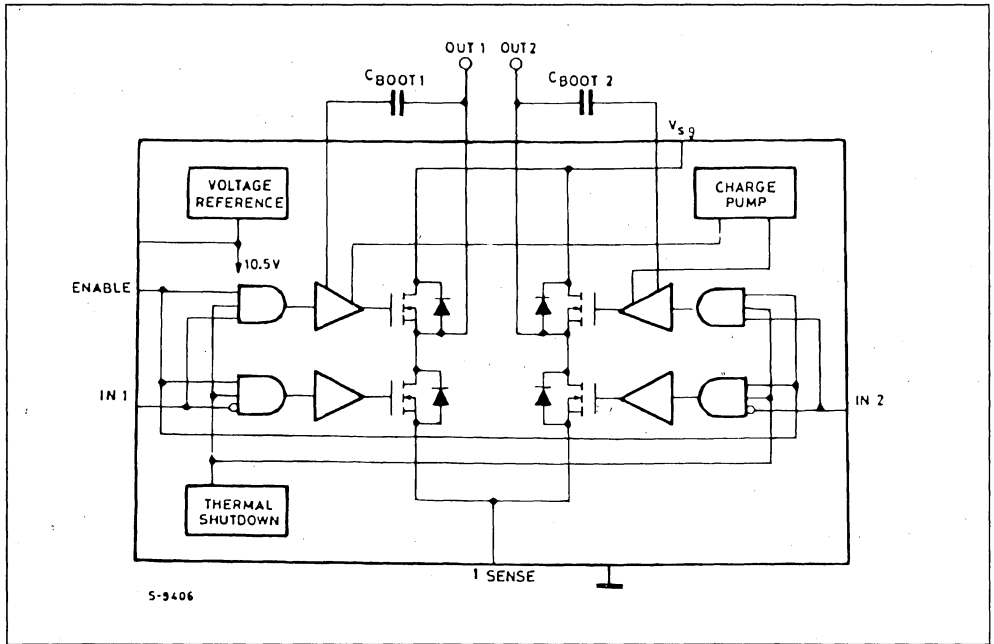 OUT 1 OUT 2
CBOOT 1
CBOOT 2
Vs 9
VOLTAGE
REFERENCE
CHARGE
PUMP
10.5V
ENABLE
IN 1
IN 2
THERMAL
SHUTDOWN
1 SENSE
S-9406